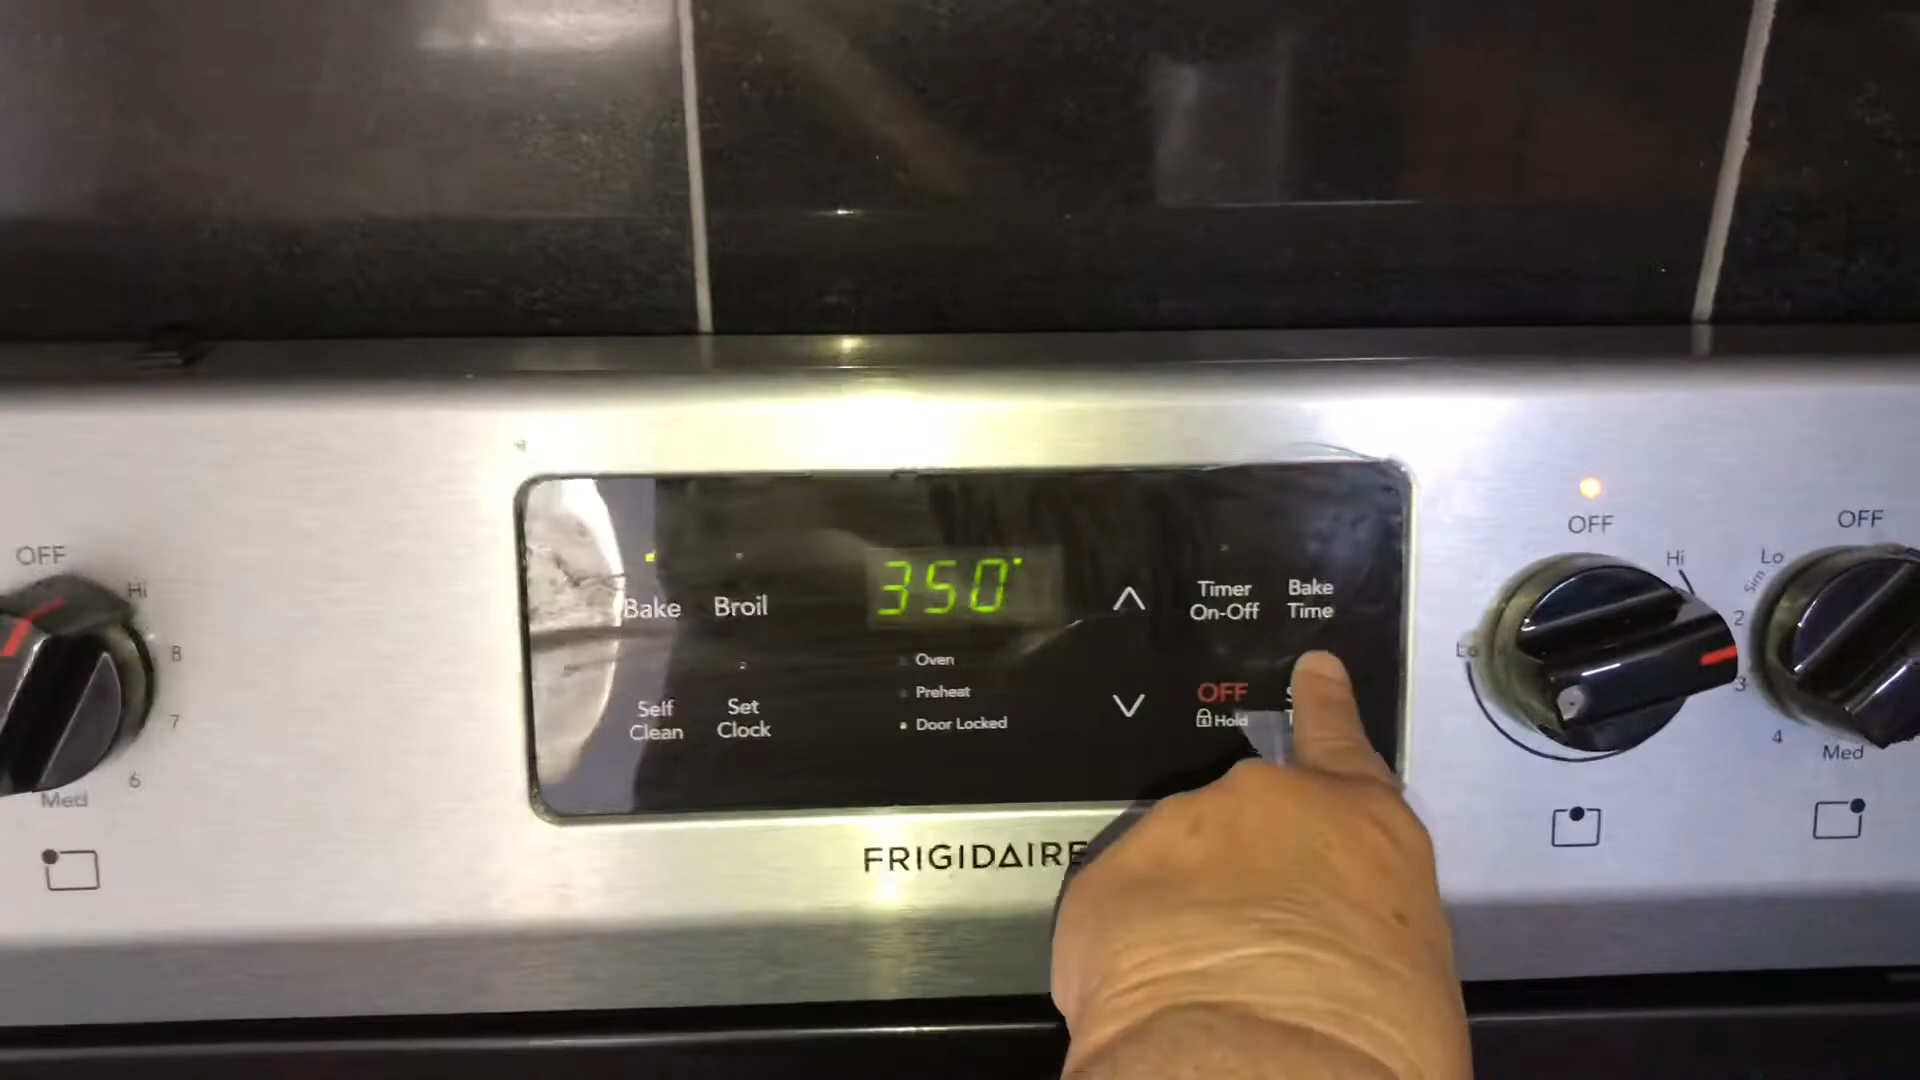 OFF
Hi
8
7
6
Med
Bake
Broil
350°
Timer
On-Off
Bake
Time
Oven
Preheat
Door Locked
Self
Clean
Set
Clock
OFF
Hold
FRIGIDAIRE
OFF
Hi
Lo
OFF
Lo
Sim
2
3
4
Med